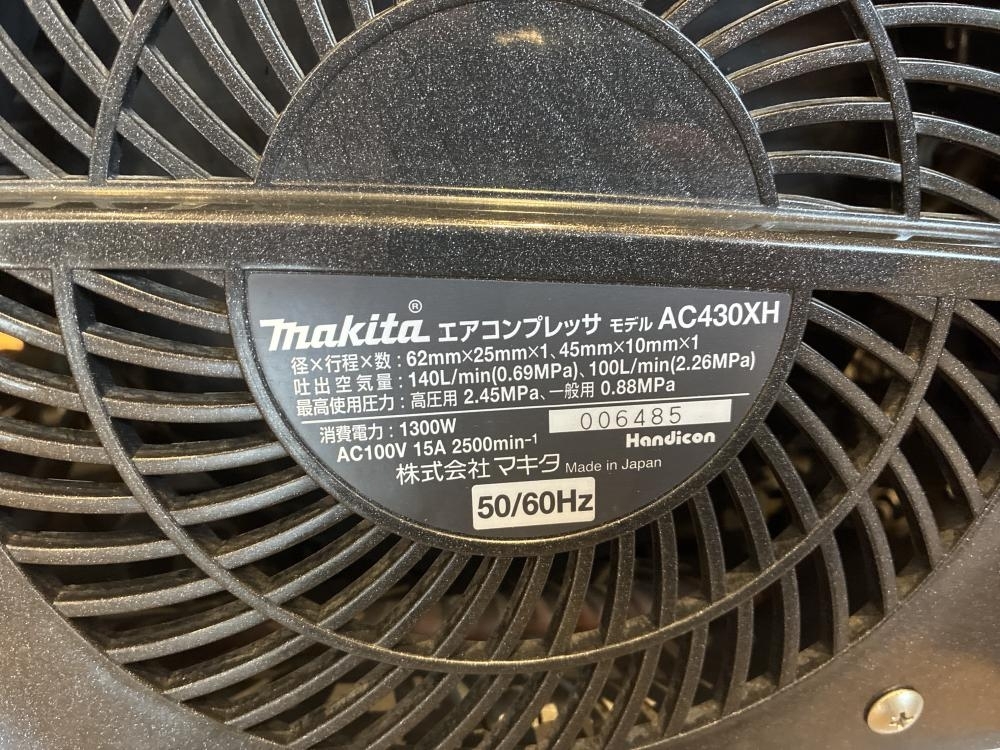 makita® エアコンプレッサ モデル AC430XH
径×行程×数：62mm×25mm×1、45mm×10mm×1
吐出空気量：140L/min(0.69MPa)、100L/min(2.26MPa)
最高使用圧力：高圧用 2.45MPa、一般用 0.88MPa
消費電力：1300W
006485
AC100V 15A 2500min-1
Handicon
株式会社 マキタ Made in Japan
50/60Hz